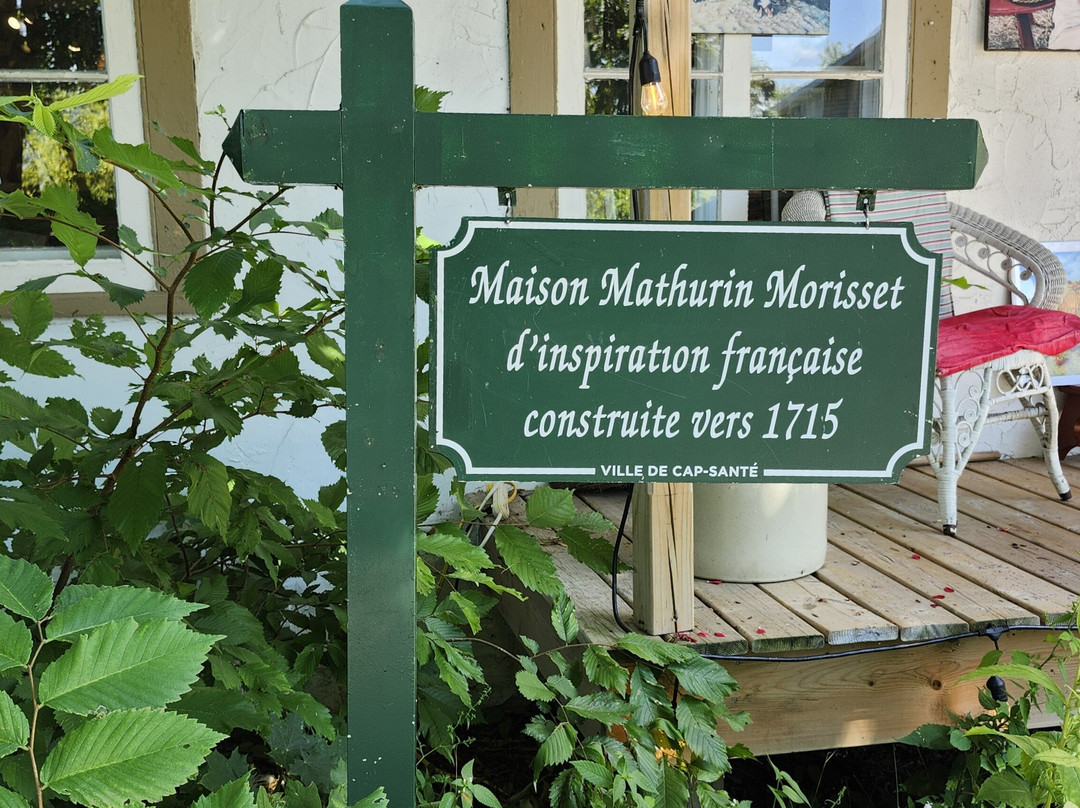 Maison Mathurin Morisset
d'inspiration française
construite vers 1715
VILLE DE CAP-SANTÉ